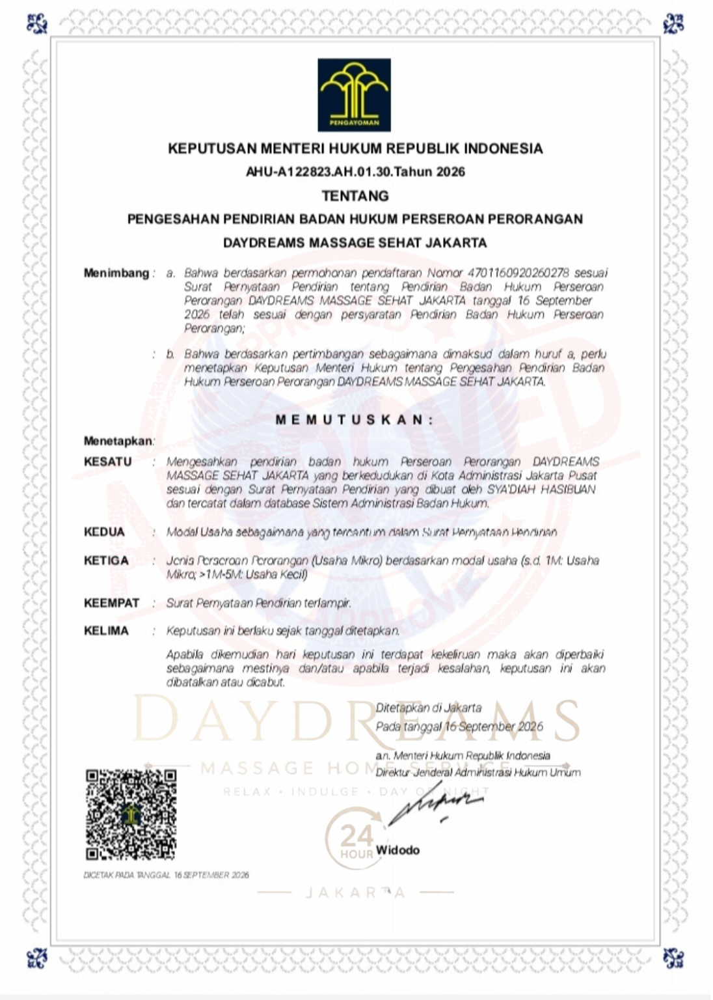 PENGAYOMAN
KEPUTUSAN MENTERI HUKUM REPUBLIK INDONESIA
AHU-A122823.AH.01.30.Tahun 2026
TENTANG
PENGESAHAN PENDIRIAN BADAN HUKUM PERSEROAN PERORANGAN
DAYDREAMS MASSAGE SEHAT JAKARTA
Menimbang : a. Bahwa berdasarkan permohonan pendaftaran Nomor 4701160920260278 sesuai
Surat Pernyataan Pendirian tentang Pendirian Badan Hukum Perseroan
Perorangan DAYDREAMS MASSAGE SEHAT JAKARTA tanggal 16 September
2026 telah sesuai dengan persyaratan Pendirian Badan Hukum Perseroan
Perorangan;
: b. Bahwa berdasarkan pertimbangan sebagaimana dimaksud dalam huruf a, perlu
menetapkan Keputusan Menteri Hukum tentang Pengesahan Pendirian Badan
Hukum Perseroan Perorangan DAYDREAMS MASSAGE SEHAT JAKARTA.
MEMUTUSKAN:
Menetapkan:
KESATU : Mengesahkan pendirian badan hukum Perseroan Perorangan DAYDREAMS
MASSAGE SEHAT JAKARTA yang berkedudukan di Kota Administrasi Jakarta Pusat
sesuai dengan Surat Pernyataan Pendirian yang dibuat oleh SYA'DIAH HASIBUAN
dan tercatat dalam database Sistem Administrasi Badan Hukum.
KEDUA : Modal Usaha sebagaimana yang tercantum dalam Surat Pernyataan Pendirian
KETIGA : Jenis Perseroan Perorangan (Usaha Mikro) berdasarkan modal usaha (s.d. 1M: Usaha
Mikro; >1M-5M: Usaha Kecil)
KEEMPAT : Surat Pernyataan Pendirian terlampir.
KELIMA : Keputusan ini berlaku sejak tanggal ditetapkan.
Apabila dikemudian hari keputusan ini terdapat kekeliruan maka akan diperbaiki
sebagaimana mestinya dan/atau apabila terjadi kesalahan, keputusan ini akan
dibatalkan atau dicabut.
APPROVED
APPROVED
APPROVED
DAYDREAMS
MASSAGE HOME SERVICE
RELAX • INDULGE • DAY OR NIGHT
24
HOUR
JAKARTA
Ditetapkan di Jakarta
Pada tanggal 16 September 2026
a.n. Menteri Hukum Republik Indonesia
Direktur Jenderal Administrasi Hukum Umum
Widodo
DICETAK PADA TANGGAL 16 SEPTEMBER 2026